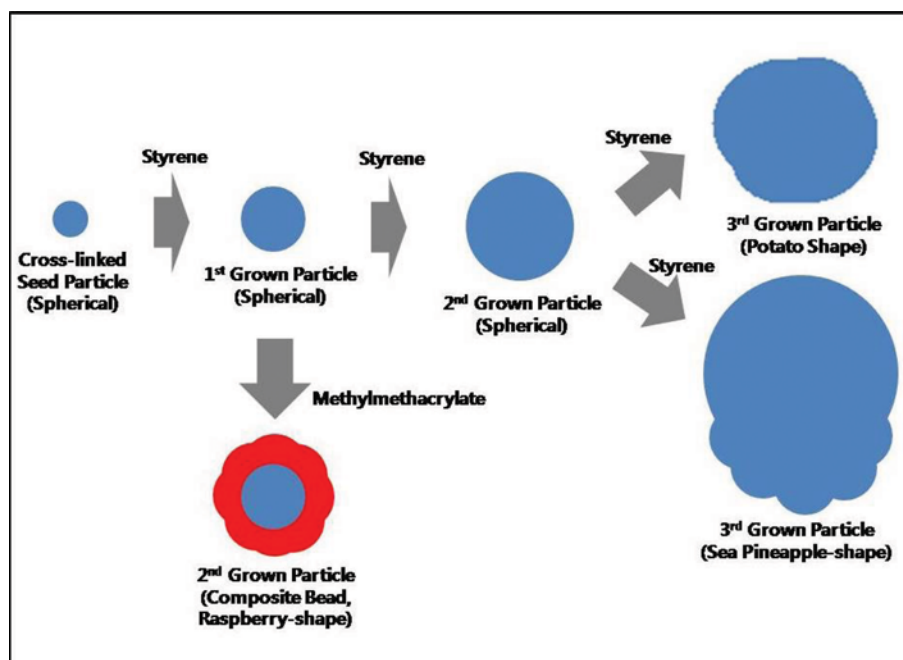 Styrene
Styrene
Styrene
Cross-linked
Seed Particle
(Spherical)
1st Grown Particle
(Spherical)
2nd Grown Particle
(Spherical)
3rd Grown Particle
(Potato Shape)
Styrene
Methylmethacrylate
2nd Grown Particle
(Composite Bead,
Raspberry-shape)
3rd Grown Particle
(Sea Pineapple-shape)